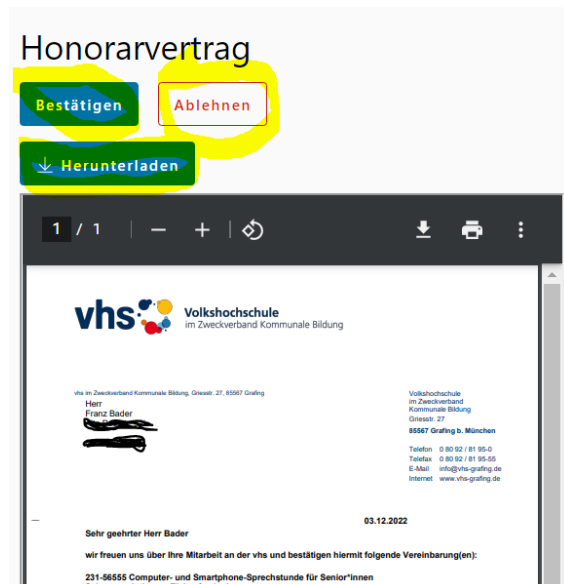 Honorarvertrag
Bestätigen
Ablehnen
Herunterladen
1 / 1
vhs
Volkshochschule
im Zweckverband Kommunale Bildung
vhs im Zweckverband Kommunale Bildung, Griesstr. 27, 85567 Grafing
Herr
Franz Bader
Volkshochschule
im Zweckverband
Kommunale Bildung
Griesstr. 27
85567 Grafing b. München
Telefon 0 80 92 / 81 95-0
Telefax 0 80 92 / 81 95-55
E-Mail info@vhs-grafing.de
Internet www.vhs-grafing.de
03.12.2022
Sehr geehrter Herr Bader
wir freuen uns über Ihre Mitarbeit an der vhs und bestätigen hiermit folgende Vereinbarung(en):
231-56555 Computer- und Smartphone-Sprechstunde für Senior*innen